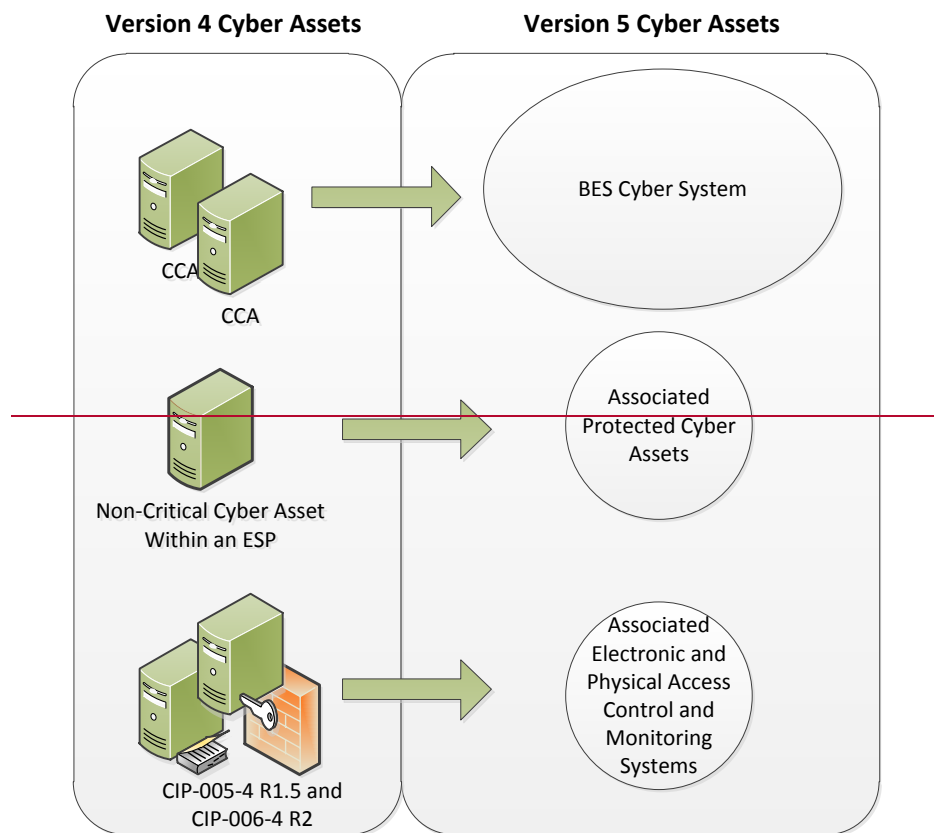 Version 4 Cyber Assets
Version 5 Cyber Assets
CCA
CCA
BES Cyber System
Non-Critical Cyber Asset
Within an ESP
Associated
Protected Cyber
Assets
CIP-005-4 R1.5 and
CIP-006-4 R2
Associated
Electronic and
Physical Access
Control and
Monitoring
Systems